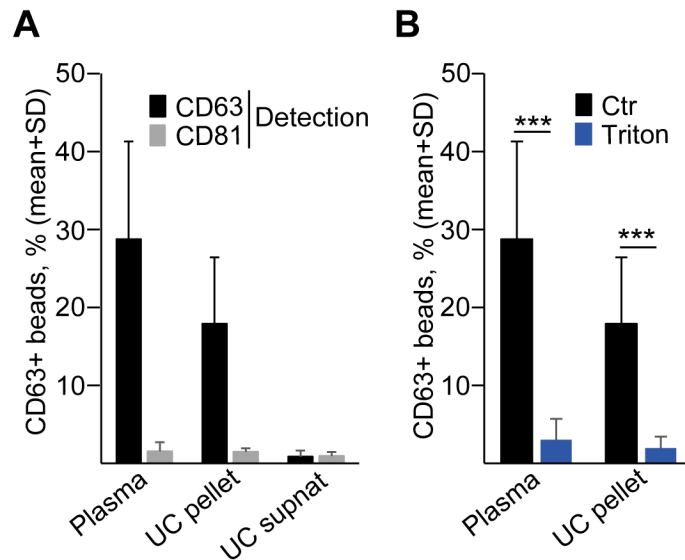 A
CD63+ beads, % (mean+SD)
50
40
30
20
10
CD63
CD81
Detection
Plasma
UC pellet
UC supnat
B
CD63+ beads, % (mean+SD)
50
40
30
20
10
Ctr
Triton
***
***
Plasma
UC pellet